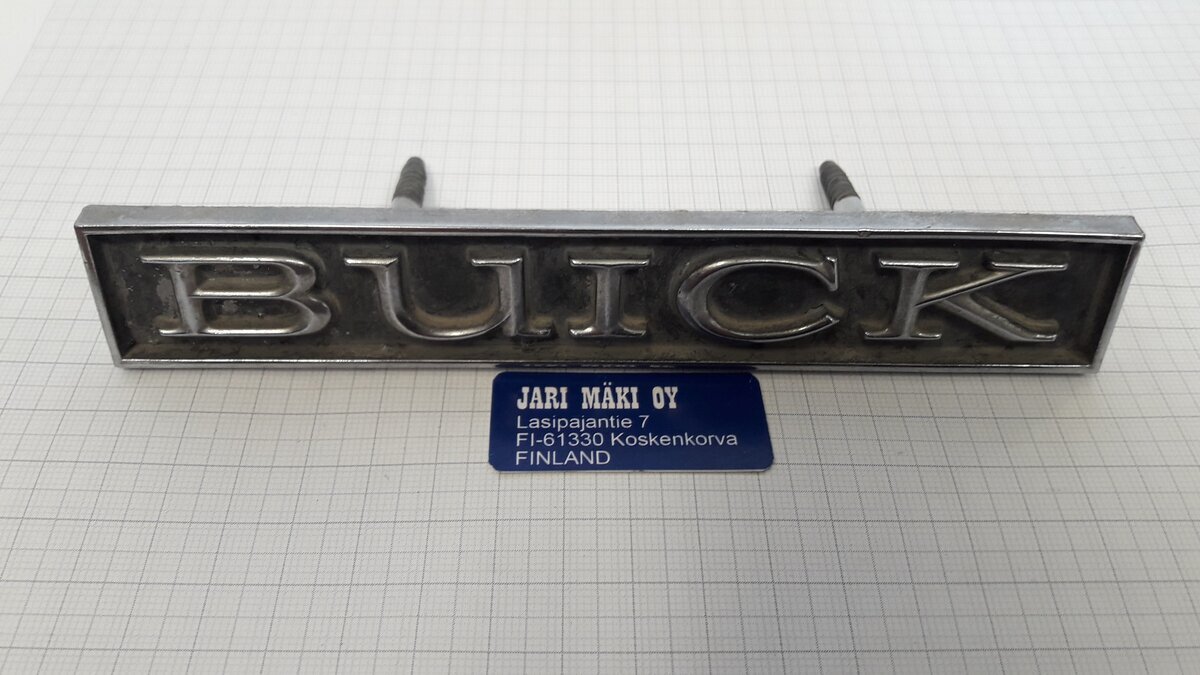 BUICK
JARI MÄKI OY
Lasipajantie 7
FI-61330 Koskenkorva
FINLAND